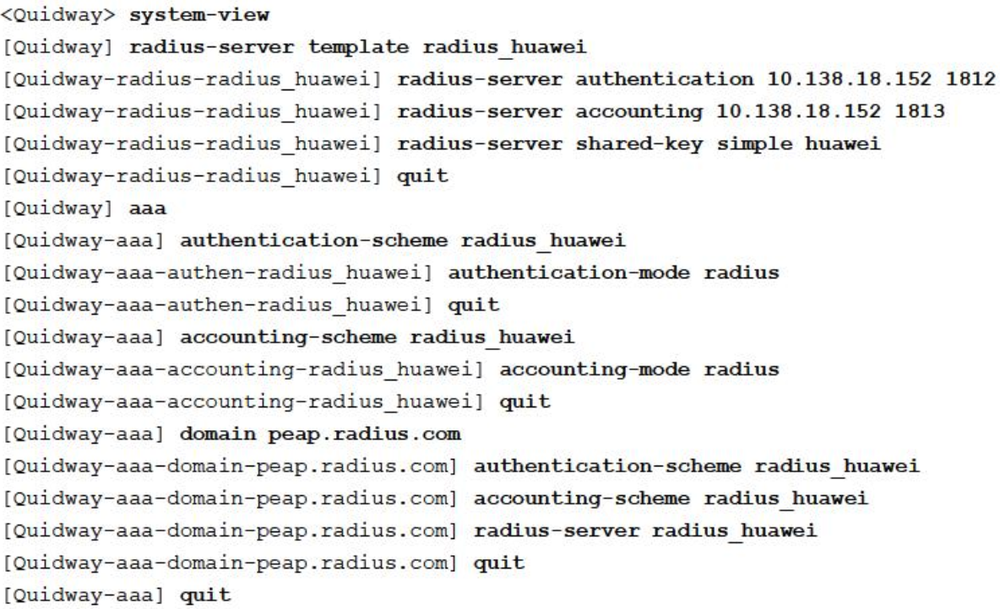 <Quidway> system-view
[Quidway] radius-server template radius_huawei
[Quidway-radius-radius_huawei] radius-server authentication 10.138.18.152 1812
[Quidway-radius-radius_huawei] radius-server accounting 10.138.18.152 1813
[Quidway-radius-radius_huawei] radius-server shared-key simple huawei
[Quidway-radius-radius_huawei] quit
[Quidway] aaa
[Quidway-aaa] authentication-scheme radius_huawei
[Quidway-aaa-authen-radius_huawei] authentication-mode radius
[Quidway-aaa-authen-radius_huawei] quit
[Quidway-aaa] accounting-scheme radius_huawei
[Quidway-aaa-accounting-radius_huawei] accounting-mode radius
[Quidway-aaa-accounting-radius_huawei] quit
[Quidway-aaa] domain peap.radius.com
[Quidway-aaa-domain-peap.radius.com] authentication-scheme radius_huawei
[Quidway-aaa-domain-peap.radius.com] accounting-scheme radius_huawei
[Quidway-aaa-domain-peap.radius.com] radius-server radius_huawei
[Quidway-aaa-domain-peap.radius.com] quit
[Quidway-aaa] quit